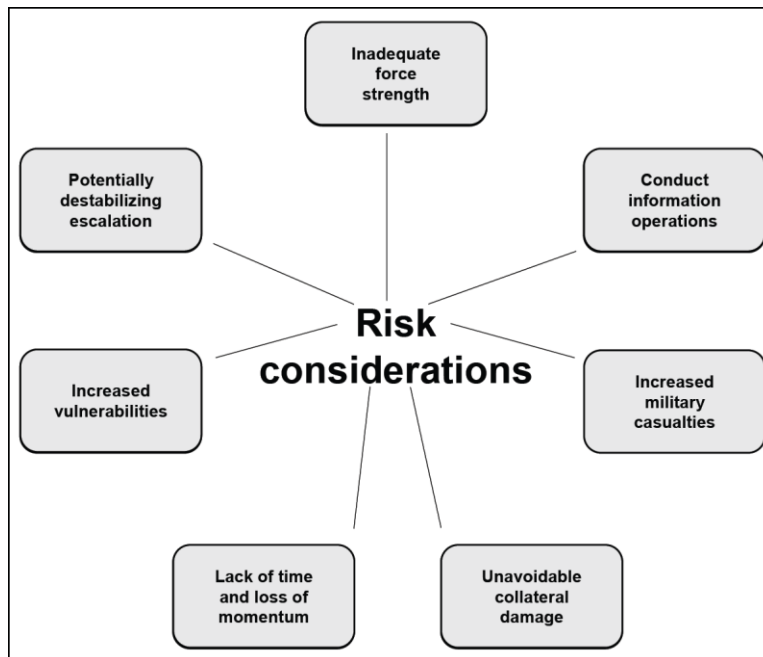 Inadequate
force
strength
Potentially
destabilizing
escalation
Conduct
information
operations
Risk
considerations
Increased
vulnerabilities
Increased
military
casualties
Lack of time
and loss of
momentum
Unavoidable
collateral
damage